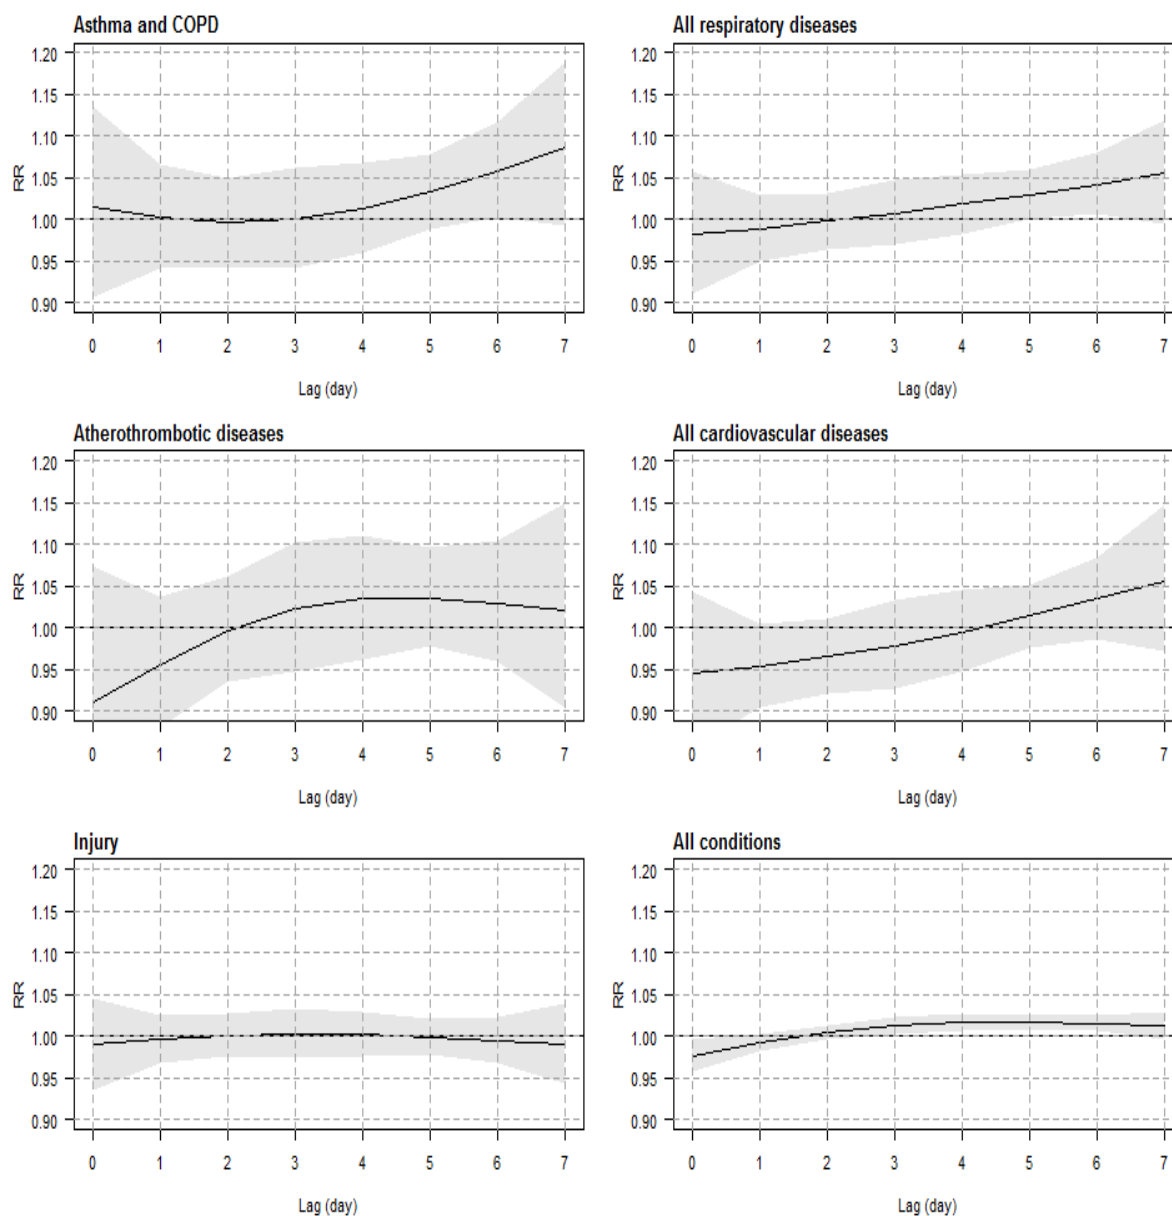 Asthma and COPD
1.20
1.15
1.10
1.05
1.00
0.95
0.90
RR
0 1 2 3 4 5 6 7
Lag (day)
All respiratory diseases
1.20
1.15
1.10
1.05
1.00
0.95
0.90
RR
0 1 2 3 4 5 6 7
Lag (day)
Atherothrombotic diseases
1.20
1.15
1.10
1.05
1.00
0.95
0.90
RR
0 1 2 3 4 5 6 7
Lag (day)
All cardiovascular diseases
1.20
1.15
1.10
1.05
1.00
0.95
0.90
RR
0 1 2 3 4 5 6 7
Lag (day)
Injury
1.20
1.15
1.10
1.05
1.00
0.95
0.90
RR
0 1 2 3 4 5 6 7
Lag (day)
All conditions
1.20
1.15
1.10
1.05
1.00
0.95
0.90
RR
0 1 2 3 4 5 6 7
Lag (day)